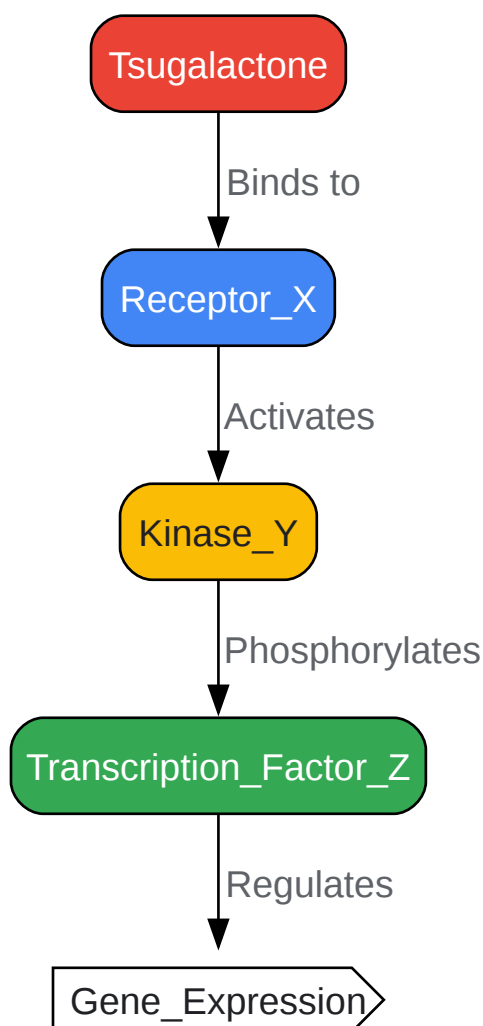 Tsugalactone
Binds to
Receptor_X
Activates
Kinase_Y
Phosphorylates
Transcription_Factor_Z
Regulates
Gene_Expression